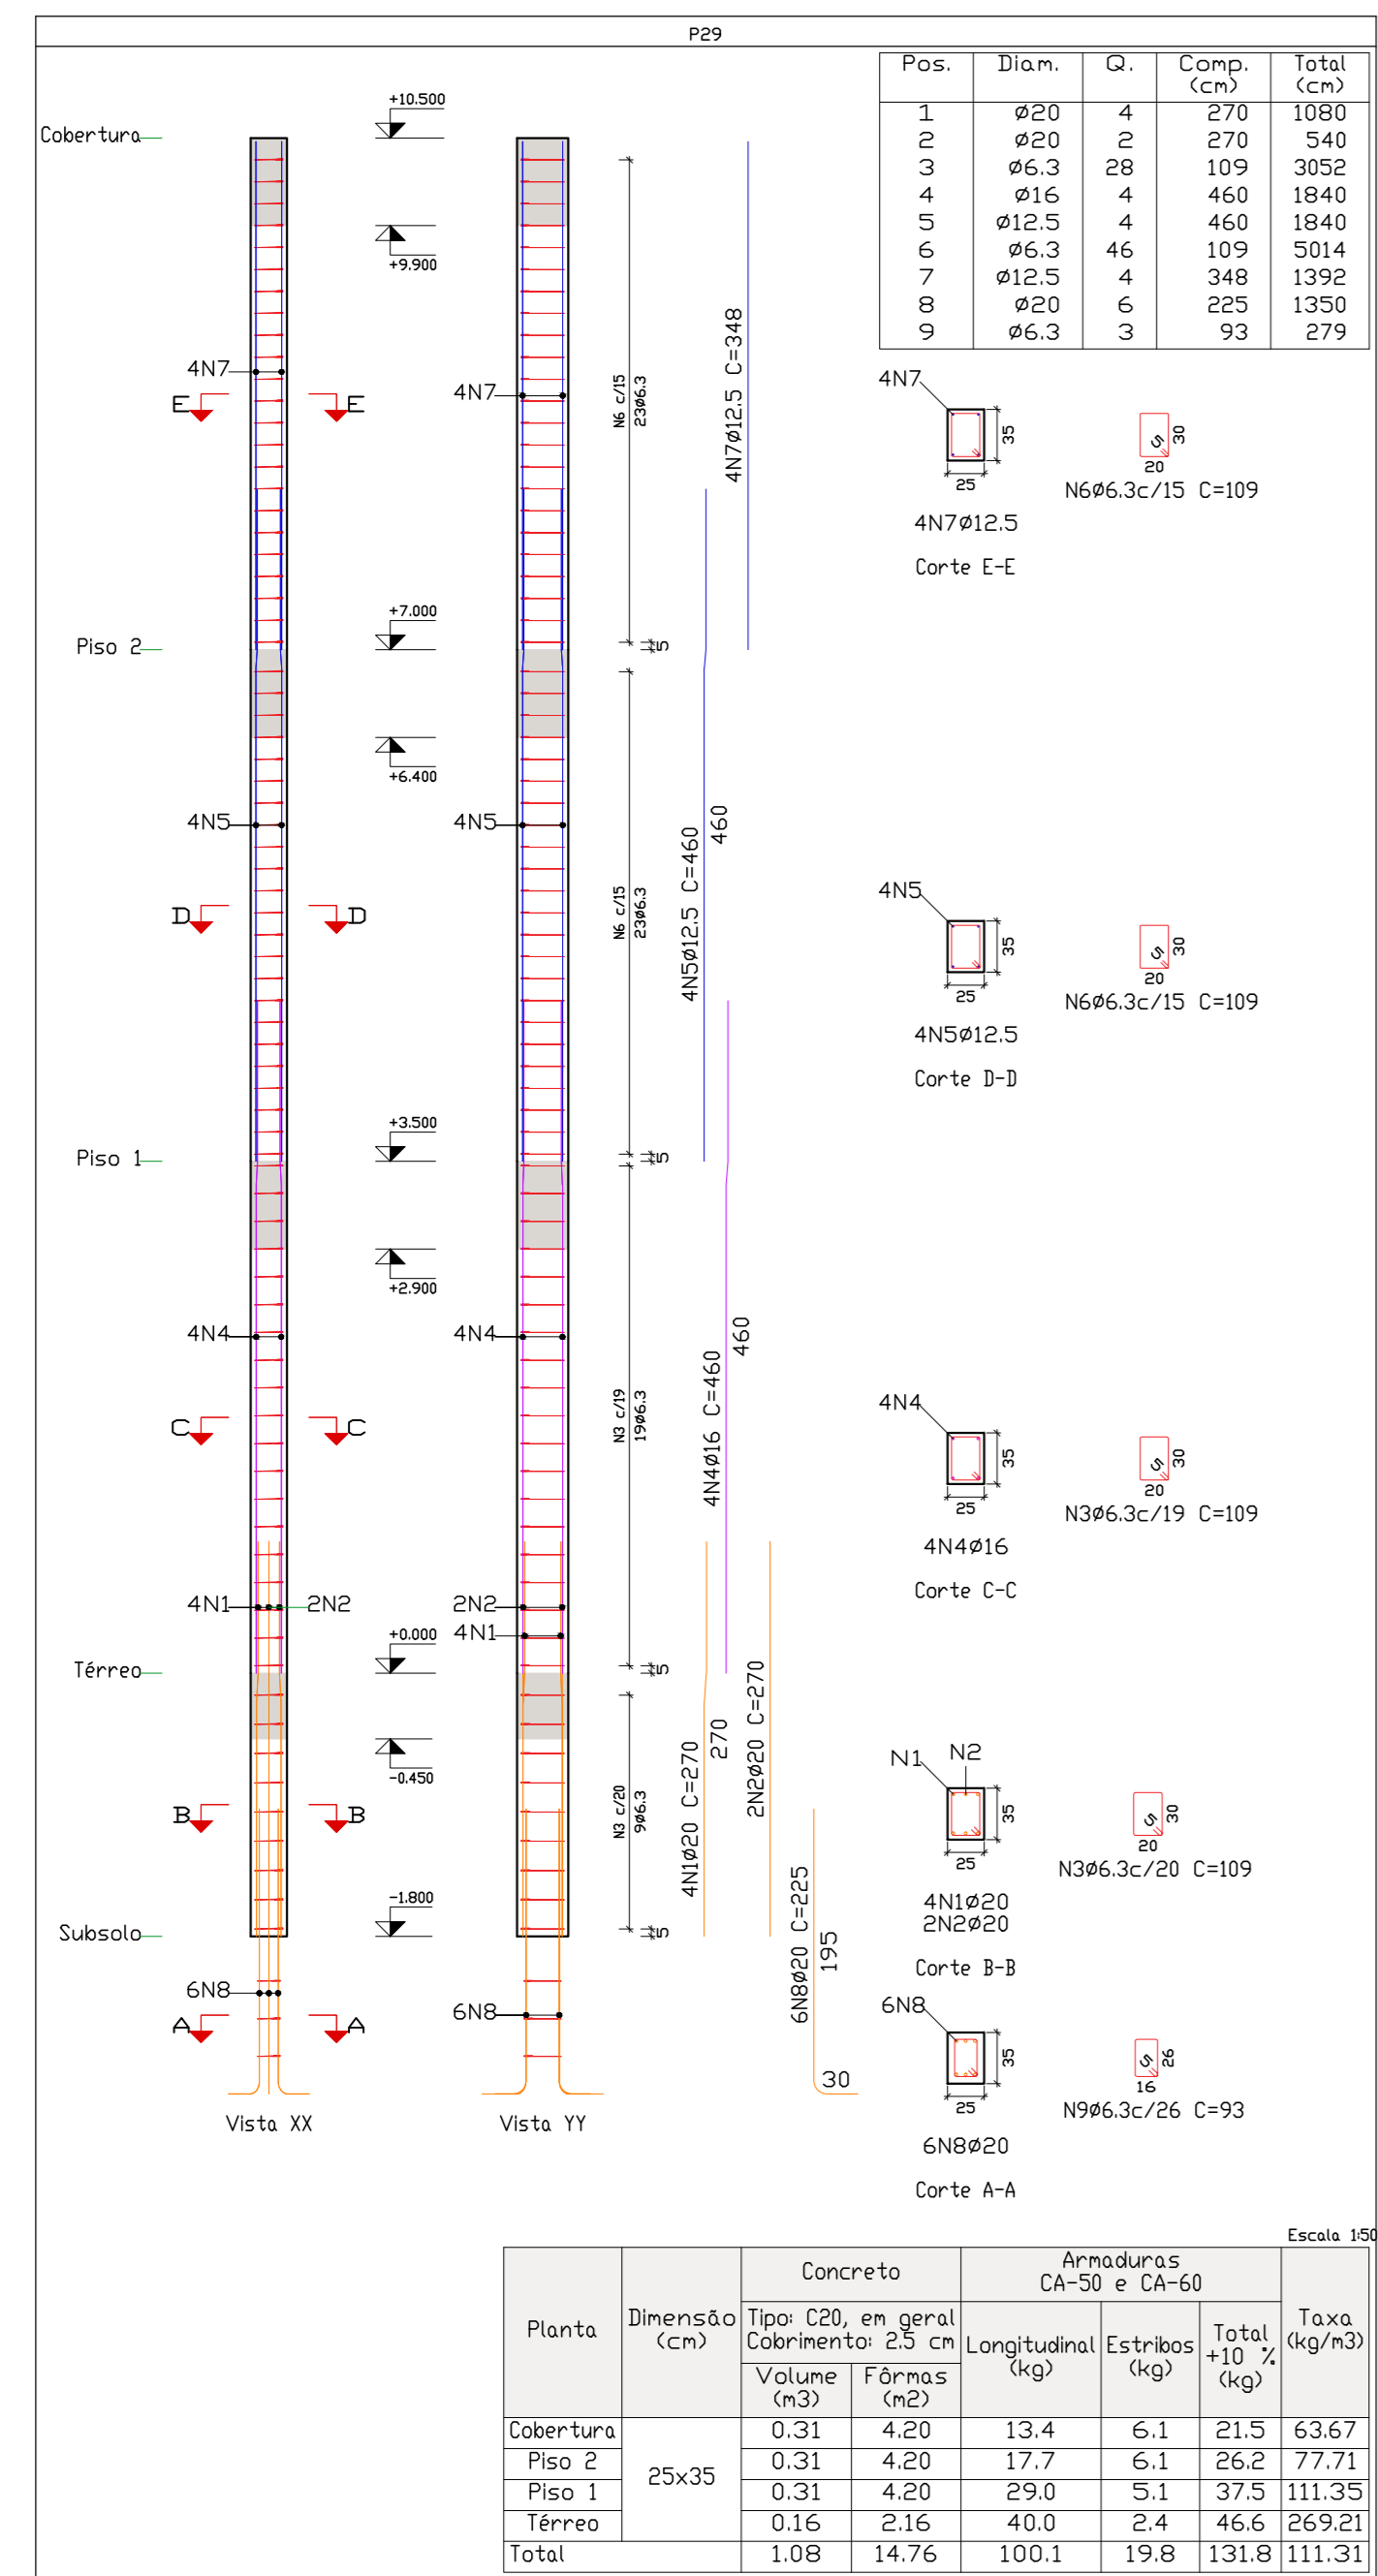 P29
Pos. Diam. Q. Comp. (cm) Total (cm)
1 ø20 4 270 1080
2 ø20 2 270 540
3 ø6.3 28 109 3052
4 ø16 4 460 1840
5 ø12.5 4 460 1840
6 ø6.3 46 109 5014
7 ø12.5 4 348 1392
8 ø20 6 225 1350
9 ø6.3 3 93 279
Cobertura
+10.500
+9.900
4N7
4N7
E E
N6 c/15
23ø6.3
4N7ø12.5 C=348
4N7
35
25
30
5
20
N6ø6.3c/15 C=109
4N7ø12.5
Corte E-E
Piso 2
+7.000
5
+6.400
4N5
4N5
D D
N6 c/15
23ø6.3
4N5ø12.5 C=460
460
4N5
35
25
30
5
20
N6ø6.3c/15 C=109
4N5ø12.5
Corte D-D
Piso 1
+3.500
5
+2.900
4N4
4N4
C C
N3 c/19
19ø6.3
4N4ø16 C=460
460
4N4
35
25
30
5
20
N3ø6.3c/19 C=109
4N4ø16
Corte C-C
4N1 2N2
2N2
4N1
Térreo
+0.000
5
-0.450
B B
N3 c/20
9ø6.3
4N1ø20 C=270
270
2N2ø20 C=270
N1 N2
35
25
30
5
20
N3ø6.3c/20 C=109
4N1ø20
2N2ø20
Corte B-B
Subsolo
-1.800
5
6N8
6N8
A A
6N8ø20 C=225
195
30
6N8
35
25
26
5
16
N9ø6.3c/26 C=93
6N8ø20
Corte A-A
Vista XX
Vista YY
Escala 1:50
Planta
Dimensão (cm)
Concreto
Tipo: C20, em geral
Cobrimento: 2.5 cm
Volume (m3)
Fôrmas (m2)
Armaduras
CA-50 e CA-60
Longitudinal (kg)
Estribos (kg)
Total +10 % (kg)
Taxa (kg/m3)
Cobertura 0.31 4.20 13.4 6.1 21.5 63.67
Piso 2 0.31 4.20 17.7 6.1 26.2 77.71
25x35
Piso 1 0.31 4.20 29.0 5.1 37.5 111.35
Térreo 0.16 2.16 40.0 2.4 46.6 269.21
Total 1.08 14.76 100.1 19.8 131.8 111.31